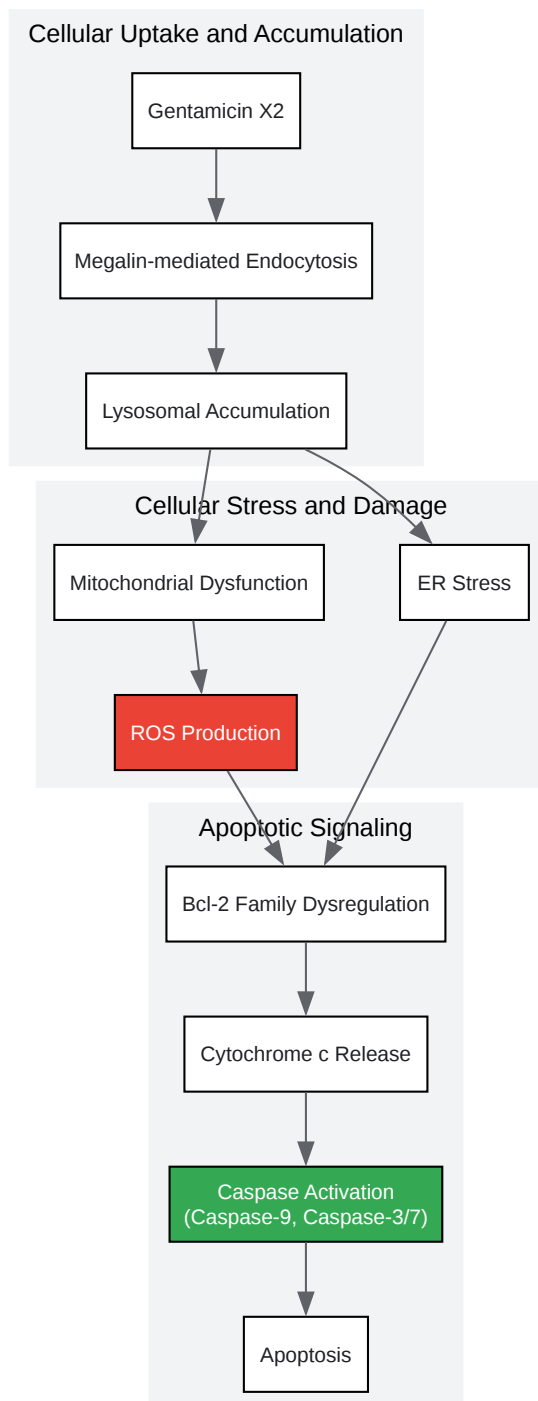 Cellular Uptake and Accumulation
Gentamicin X2
Megalin-mediated Endocytosis
Lysosomal Accumulation
Cellular Stress and Damage
Mitochondrial Dysfunction
ER Stress
ROS Production
Apoptotic Signaling
Bcl-2 Family Dysregulation
Cytochrome c Release
Caspase Activation
(Caspase-9, Caspase-3/7)
Apoptosis